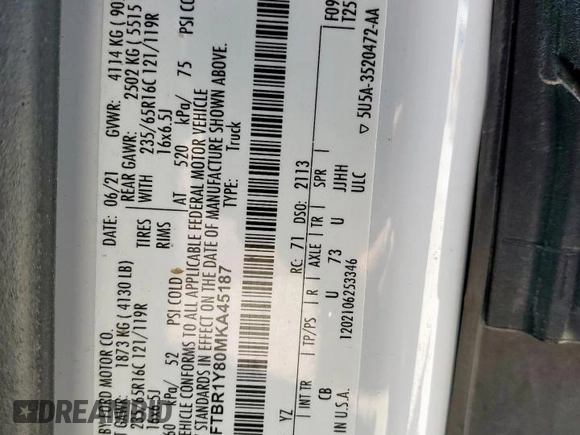 BY FORD MOTOR CO.
DATE: 06/21 GVWR: 4114 KG ( 90
GAWR: 1873 KG ( 4130 LB)
REAR GAWR: 2502 KG ( 5515
65R16C 121/119R
TIRES WITH 235/65R16C 121/119R
RIMS 16x6.5J
kPa/ 52 PSI COLD
AT 520 kPa/ 75 PSI CO
VEHICLE CONFORMS TO ALL APPLICABLE FEDERAL MOTOR VEHICLE
STANDARDS IN EFFECT ON THE DATE OF MANUFACTURE SHOWN ABOVE.
FTBR1Y80MKA45187
TYPE: Truck
YZ
RC: 71 DSO: 2113
F09
T25
INT TR TP/PS R AXLE TR SPR
CB U 73 U JJHH
IN U.S.A. 1202106253346 ULC
▽ 5U5A-3520472-AA
DREAMBID